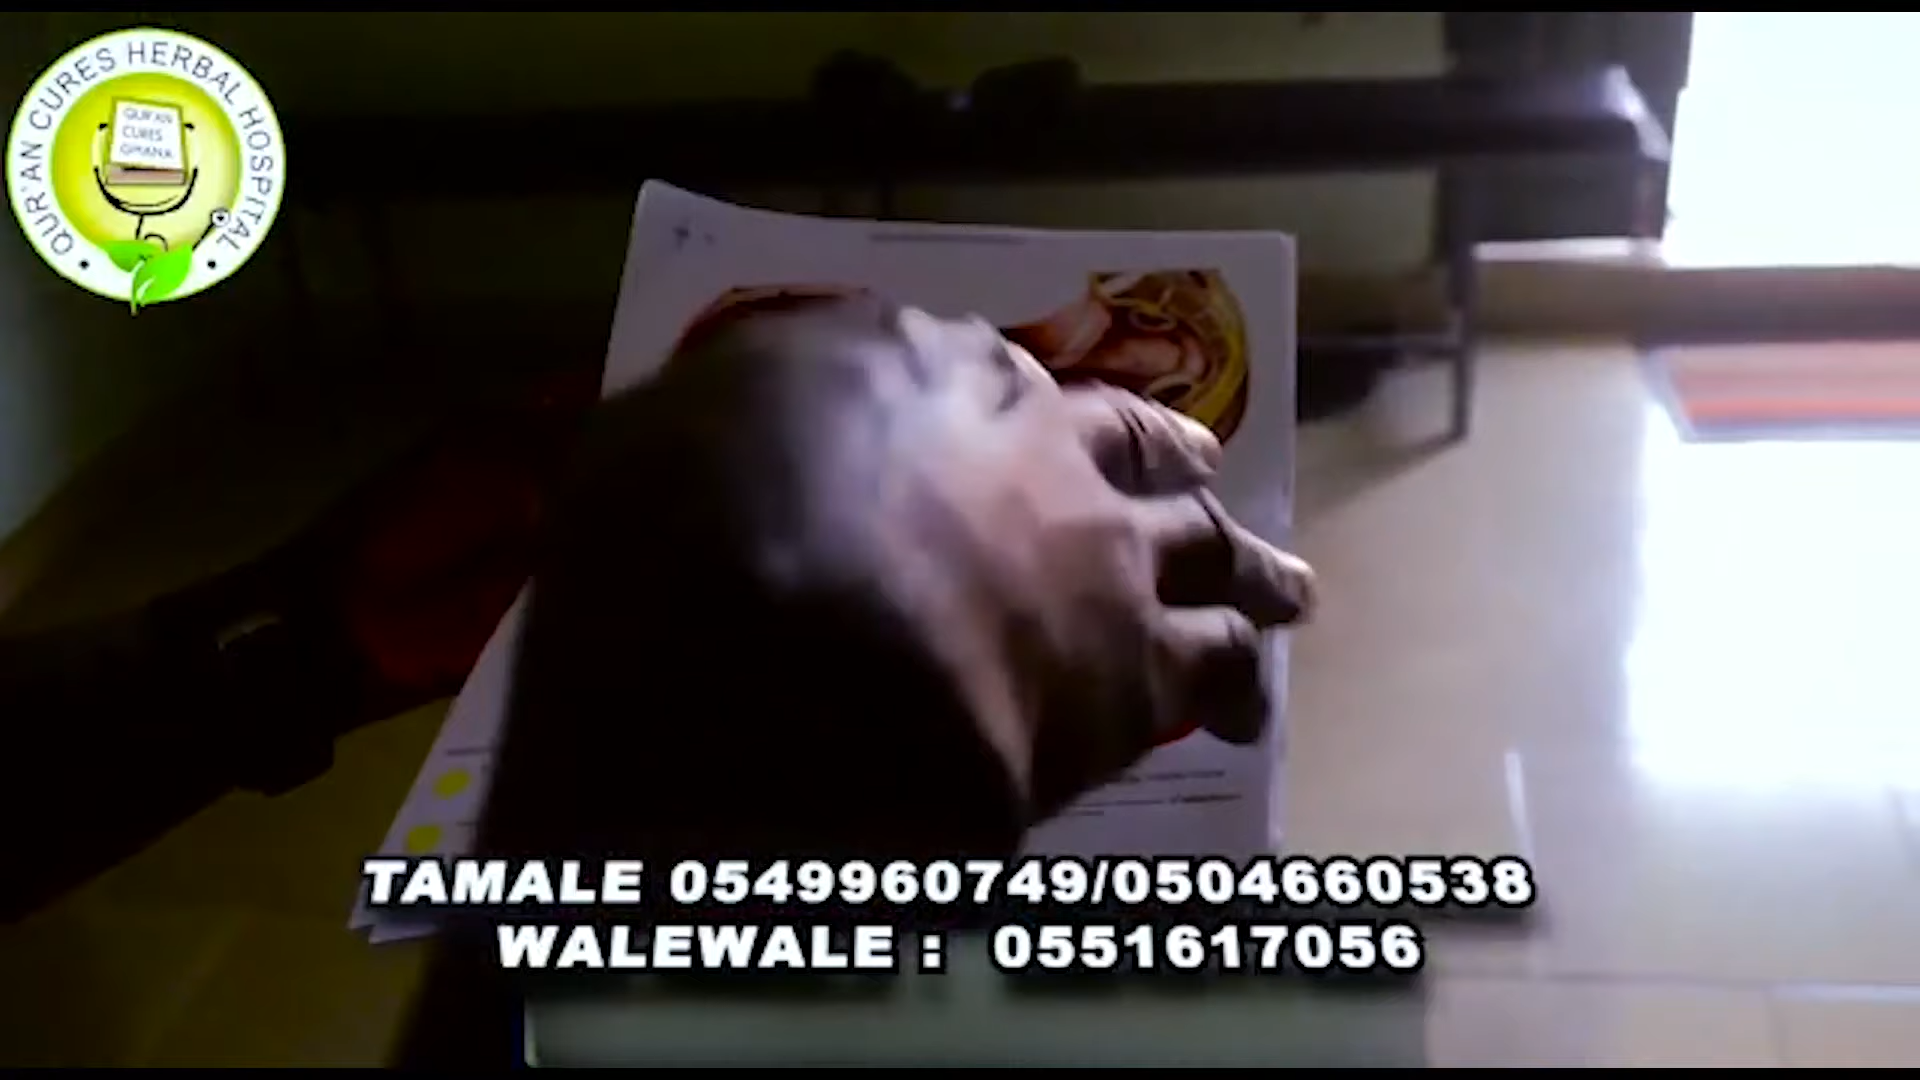 QUR'AN CURES HERBAL HOSPITAL
QUR'AN
CURES
GHANA
TAMALE 0549960749/0504660538
WALEWALE : 0551617056